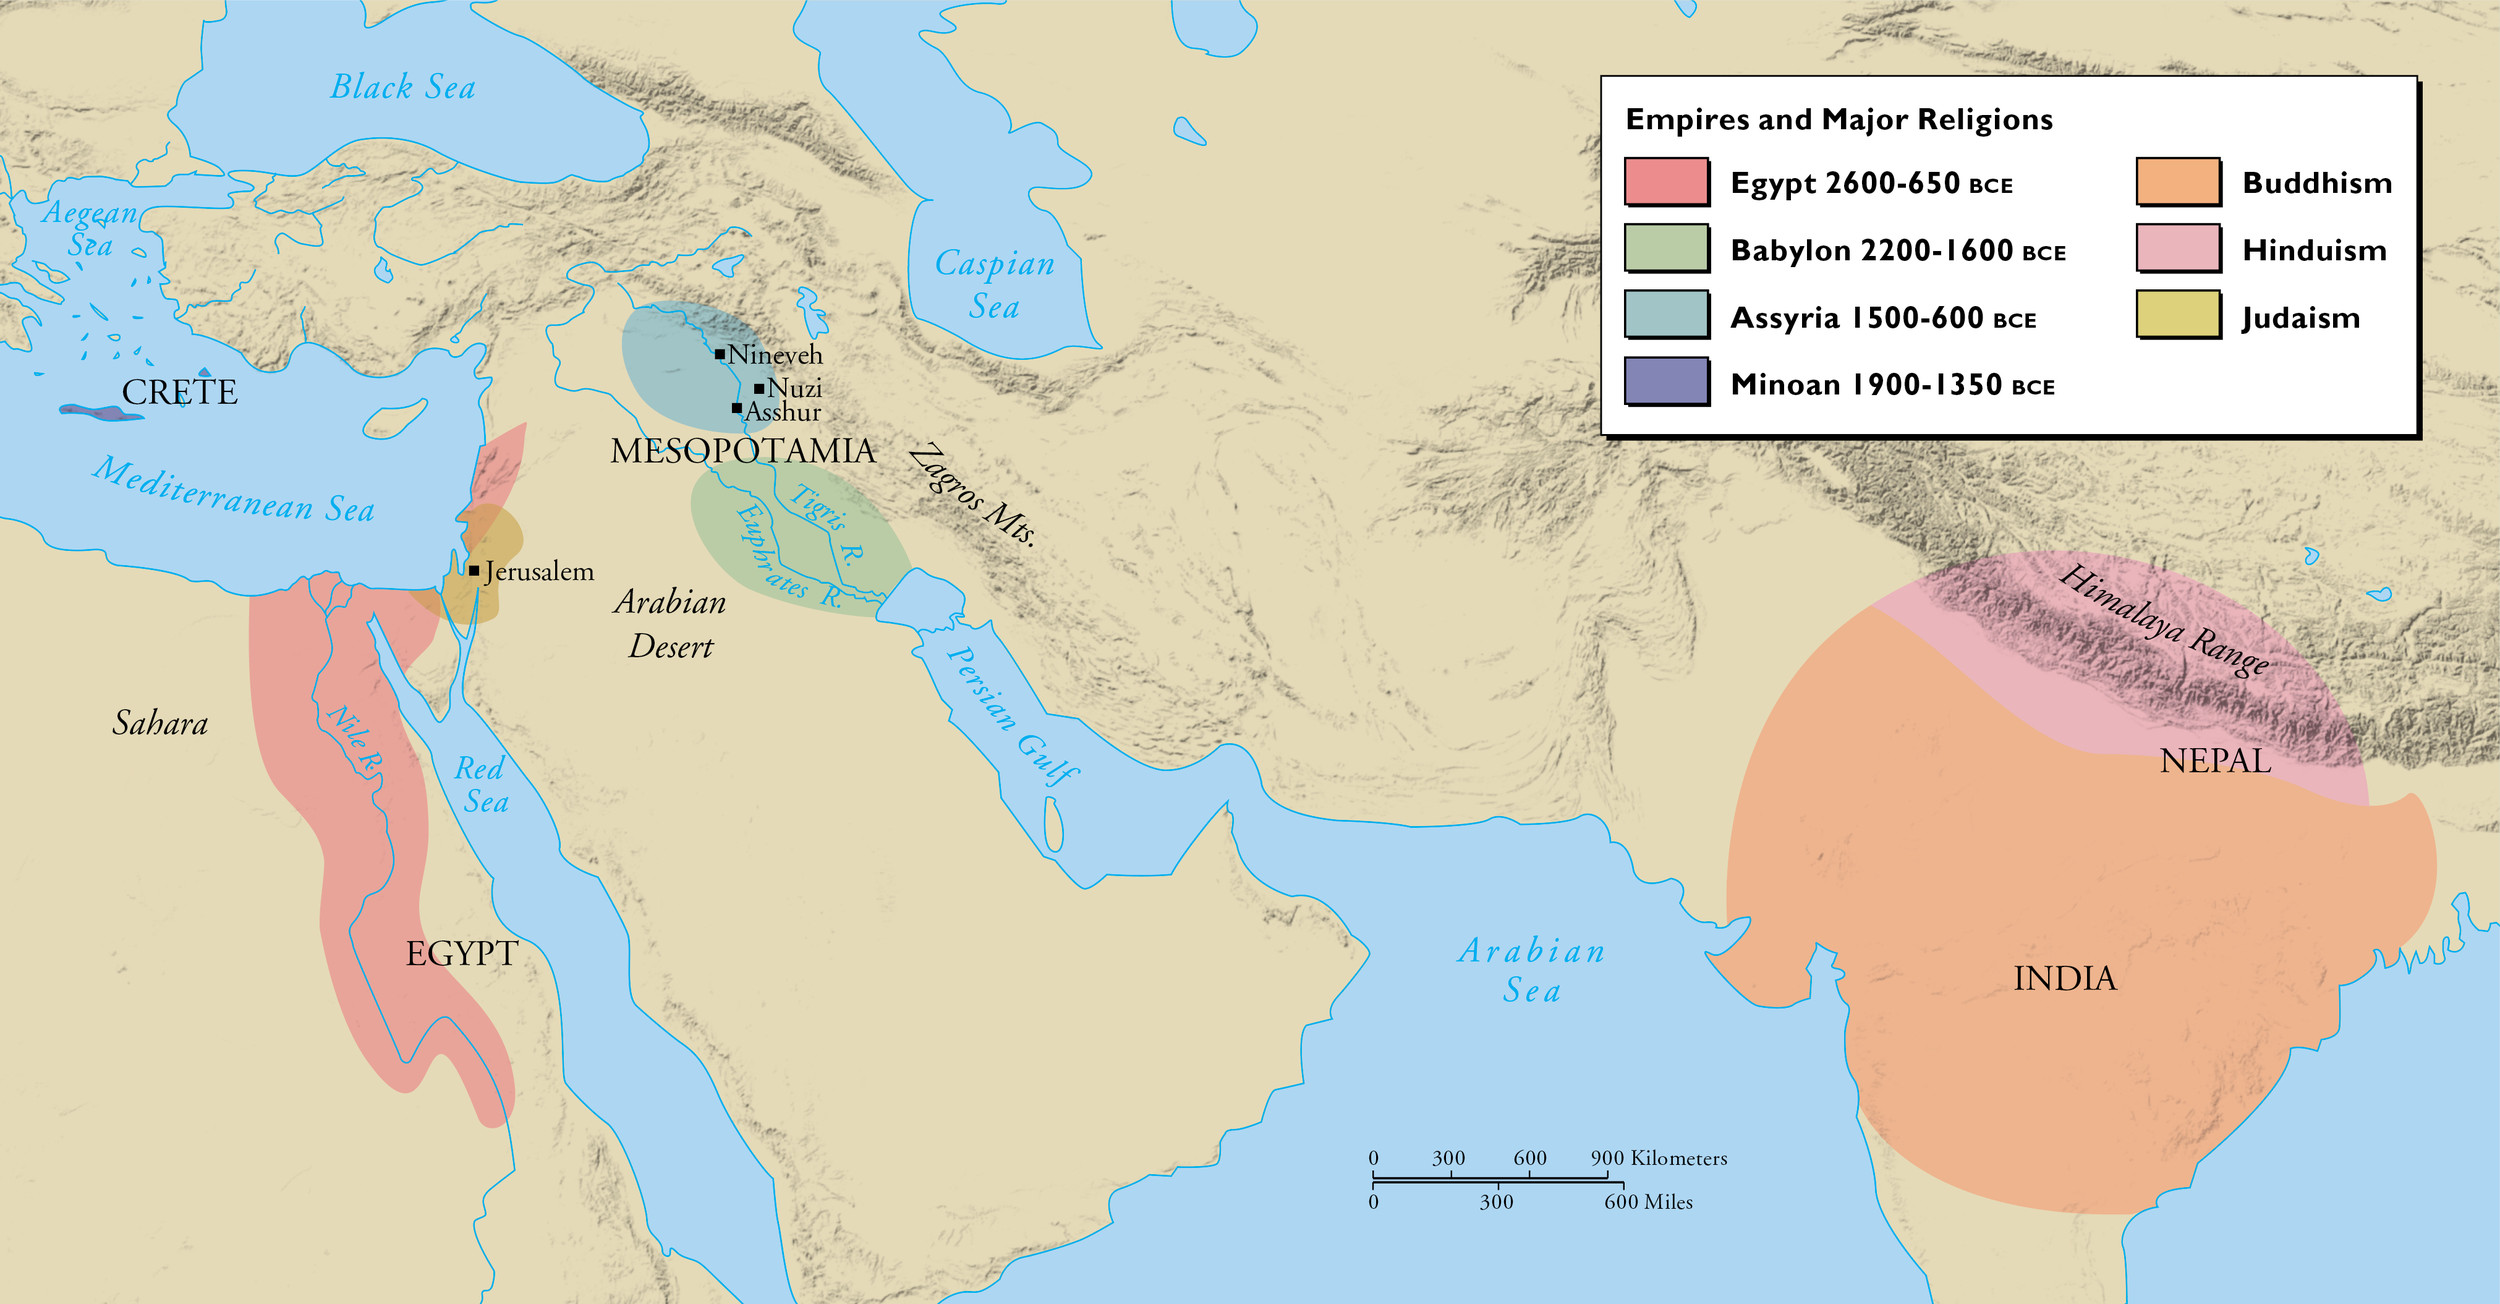 Black Sea
Aegean
Sea
Caspian
Sea
CRETE
Nineveh
Nuzi
Asshur
MESOPOTAMIA
Zagros Mts.
Mediterranean Sea
Tigris R.
Euphrates R.
Jerusalem
Arabian
Desert
Persian Gulf
Sahara
Nile R.
Red
Sea
EGYPT
Arabian
Sea
Himalaya Range
NEPAL
INDIA
Empires and Major Religions
Egypt 2600-650 BCE
Babylon 2200-1600 BCE
Assyria 1500-600 BCE
Minoan 1900-1350 BCE
Buddhism
Hinduism
Judaism
0 300 600 900 Kilometers
0 300 600 Miles